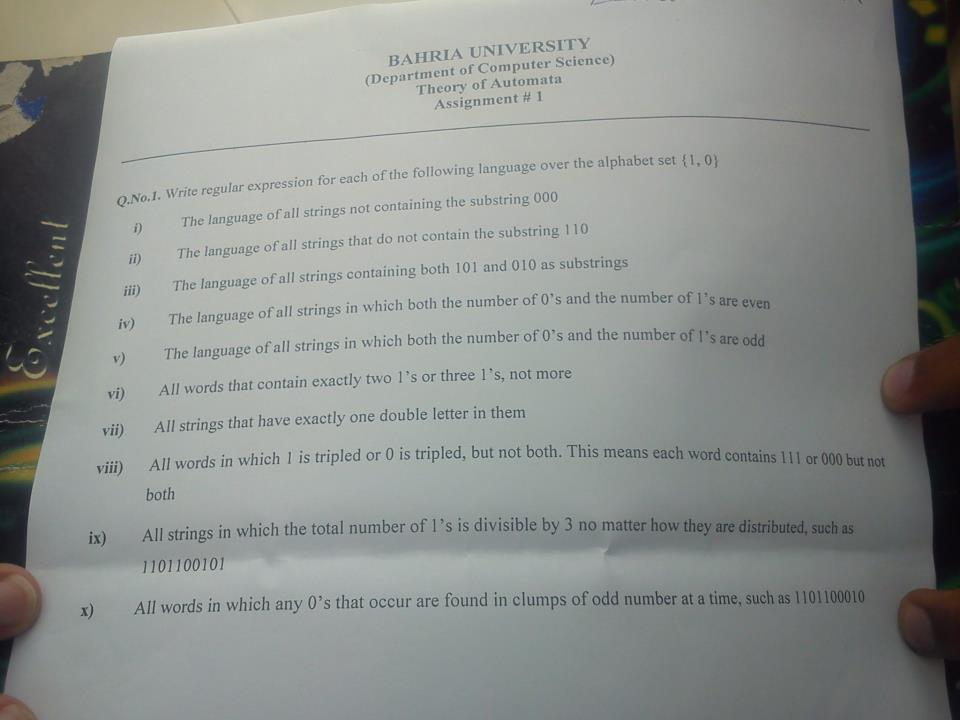 BAHRIA UNIVERSITY
(Department of Computer Science)
Theory of Automata
Assignment # 1
Q.No.1. Write regular expression for each of the following language over the alphabet set {1, 0}
i) The language of all strings not containing the substring 000
ii) The language of all strings that do not contain the substring 110
iii) The language of all strings containing both 101 and 010 as substrings
iv) The language of all strings in which both the number of 0's and the number of 1's are even
v) The language of all strings in which both the number of 0's and the number of 1's are odd
vi) All words that contain exactly two 1's or three 1's, not more
vii) All strings that have exactly one double letter in them
viii) All words in which 1 is tripled or 0 is tripled, but not both. This means each word contains 111 or 000 but not
both
ix) All strings in which the total number of 1's is divisible by 3 no matter how they are distributed, such as
1101100101
x) All words in which any 0's that occur are found in clumps of odd number at a time, such as 1101100010
Excellent